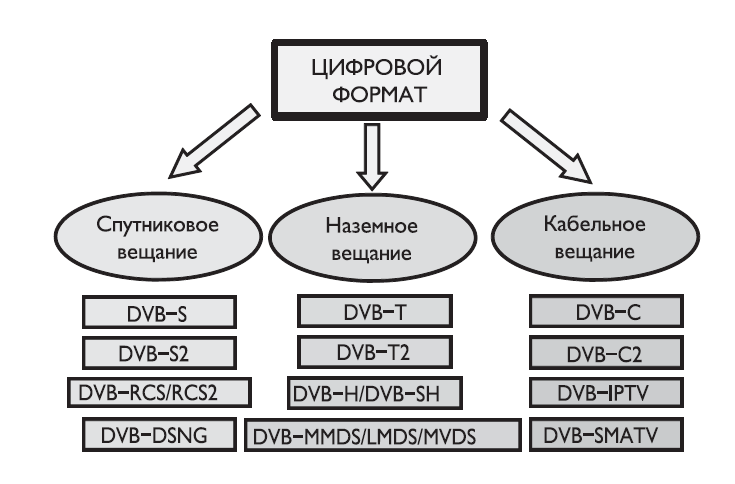 ЦИФРОВОЙ
ФОРМАТ
Спутниковое
вещание
Наземное
вещание
Кабельное
вещание
DVB–S
DVB–T
DVB–C
DVB–S2
DVB–T2
DVB–C2
DVB–RCS/RCS2
DVB–H/DVB–SH
DVB–IPTV
DVB–DSNG
DVB–MMDS/LMDS/MVDS
DVB–SMATV